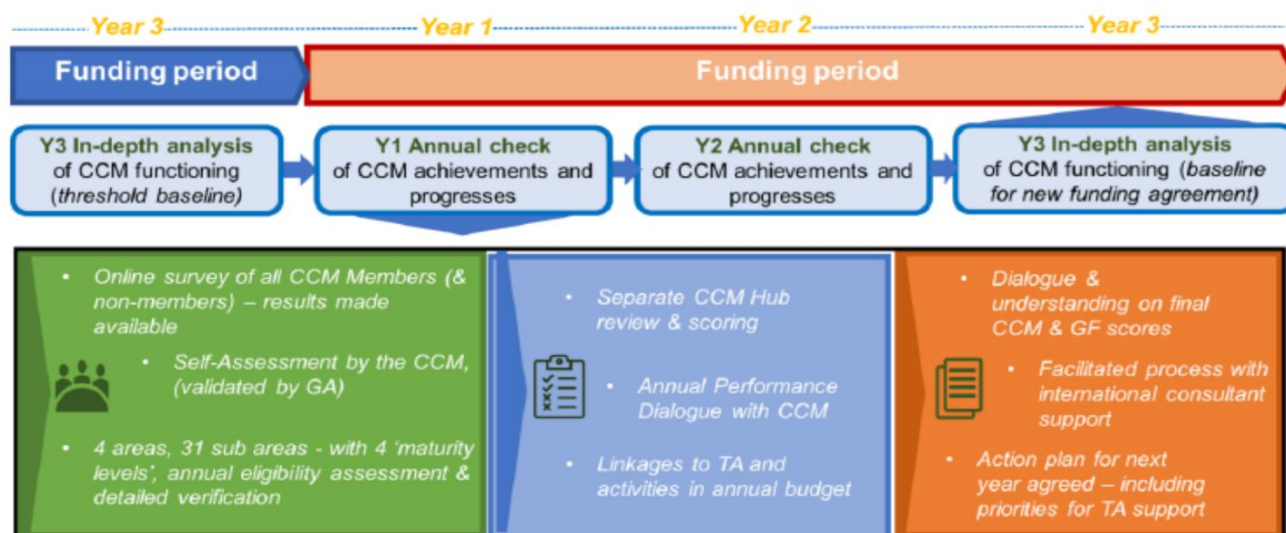 Year 3
Year 1
Year 2
Year 3
Funding period
Funding period
Y3 In-depth analysis
of CCM functioning
(threshold baseline)
Y1 Annual check
of CCM achievements and
progresses
Y2 Annual check
of CCM achievements and
progresses
Y3 In-depth analysis
of CCM functioning (baseline
for new funding agreement)
• Online survey of all CCM Members (&
non-members) – results made
available
• Self-Assessment by the CCM,
(validated by GA)
• 4 areas, 31 sub areas - with 4 ‘maturity
levels’, annual eligibility assessment &
detailed verification
• Separate CCM Hub
review & scoring
• Annual Performance
Dialogue with CCM
• Linkages to TA and
activities in annual budget
• Dialogue &
understanding on final
CCM & GF scores
• Facilitated process with
international consultant
support
• Action plan for next
year agreed – including
priorities for TA support